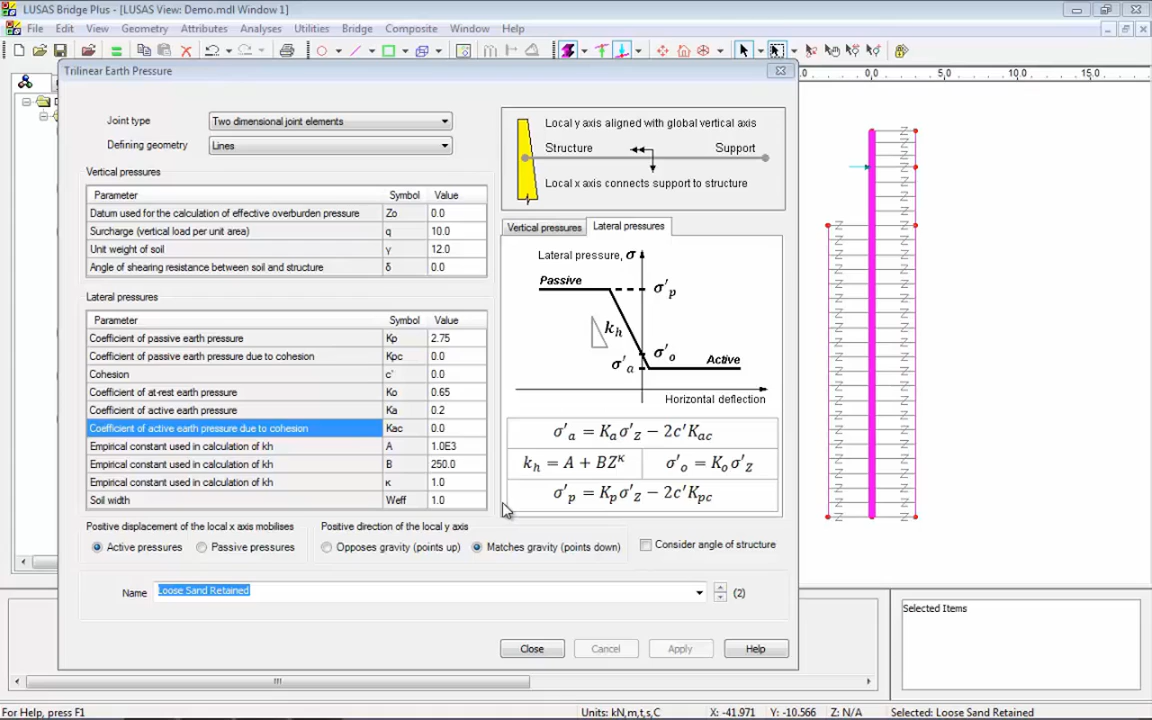 LUSAS Bridge Plus - [LUSAS View: Demo.mdl Window 1]
File Edit View Geometry Attributes Analyses Utilities Bridge Composite Window Help
Trilinear Earth Pressure
0,0 5,0 10.0 15.0
Joint type Two dimensional joint elements
Defining geometry Lines
Local y axis aligned with global vertical axis
Structure Support
Local x axis connects support to structure
Vertical pressures
Parameter Symbol Value
Datum used for the calculation of effective overburden pressure Zo 0.0
Surcharge (vertical load per unit area) q 10.0
Unit weight of soil γ 12.0
Angle of shearing resistance between soil and structure δ 0.0
Lateral pressures
Parameter Symbol Value
Coefficient of passive earth pressure Kp 2.75
Coefficient of passive earth pressure due to cohesion Kpc 0.0
Cohesion c' 0.0
Coefficient of at-rest earth pressure Ko 0.65
Coefficient of active earth pressure Ka 0.2
Coefficient of active earth pressure due to cohesion Kac 0.0
Empirical constant used in calculation of kh A 1.0E3
Empirical constant used in calculation of kh B 250.0
Empirical constant used in calculation of kh κ 1.0
Soil width Weff 1.0
Vertical pressures Lateral pressures
Lateral pressure, σ
Passive σ'p
kh
σ'o
σ'a Active
Horizontal deflection
σ'a = Kaσ'Z − 2c'Kac
kh = A + BZ^κ σ'o = Koσ'Z
σ'p = Kpσ'Z − 2c'Kpc
Positive displacement of the local x axis mobilises
Active pressures Passive pressures
Positive direction of the local y axis
Opposes gravity (points up) Matches gravity (points down)
Consider angle of structure
Name Loose Sand Retained (2)
Close Cancel Apply Help
Selected Items
For Help, press F1 Units: kN,m,t,s,C X: -41.971 Y: -10.566 Z: N/A Selected: Loose Sand Retained